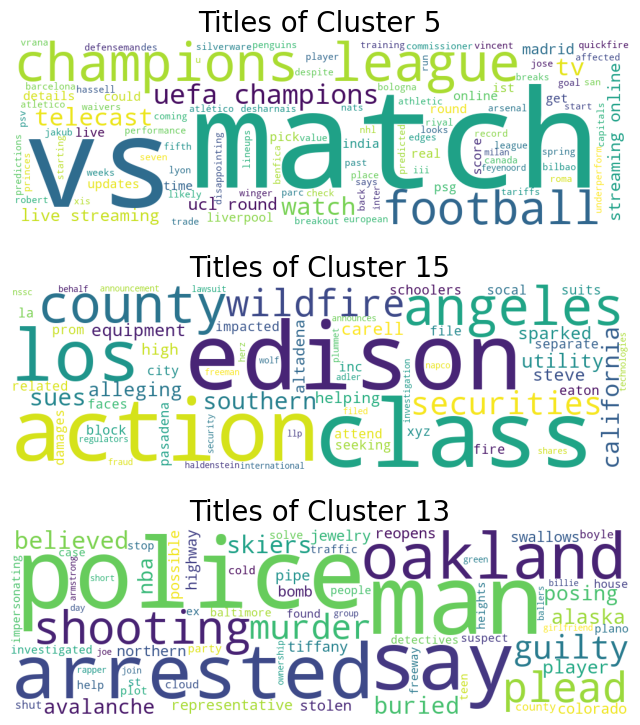 Titles of Cluster 5
vrana
defensemandes
silverware
penguins
u
player
training
commissioner
vincent
quickfire
champions league
run
madrid
affected
barcelona
hassell
despite
jose
breaks
tv
details
could
uefa champions
bologna
online
ist
goal
san
atletico
waivers
atlético
desharnais
athletic
round
arsenal
get
start
telecast
coming
nats
rival
looks
record
psv
jakub
live
performance
lineups
pick
value
nhl
edges
league
spring
capitals
streaming online
vs
match
predictions
princes
starting
fifth
india
predicted
real
iii
milan
canada
feyenoord
score
bilbao
seven
disappointing
benfica
past
weeks
lyon
place
psg
tariffs
roma
underperform
robert
xis
updates
time
winger
parc
check
says
back
inter
football
likely
ucl round
watch
live streaming
trade
liverpool
breakout
european
Titles of Cluster 15
nssc
behalf
announcement
lawsuit
schoolers
socal
suits
county
wildfire
angeles
la
prom
equipment
impacted
announces
carell
file
sparked
separate
los
edison
altadena
plummet
herz
high
city
wolf
inc
adler
utility
technologies
related
alleging
freeman
napco
steve
california
sues
faces
southern
helping
investigation
securities
eaton
action
class
damages
block
regulators
pasadena
security
filed
attend
xyz
llp
seeking
fire
shares
fraud
haldenstein
international
Titles of Cluster 13
believed
stop
solve
jewelry
reopens
swallows
boyle
police
skiers
traffic
oakland
case
possible
highway
nba
armstrong
short
cold
pipe
people
green
impersonating
bomb
man
billie
house
day
ex
baltimore
found
group
heights
ballers
posing
shooting
murder
alaska
girlfriend
plano
investigated
joe
northern
party
tiffany
detectives
suspect
guilty
arrested
say
rapper
join
cloud
ownership
freeway
player
help
st
plot
teen
plead
shut
avalanche
representative
stolen
buried
county
colorado